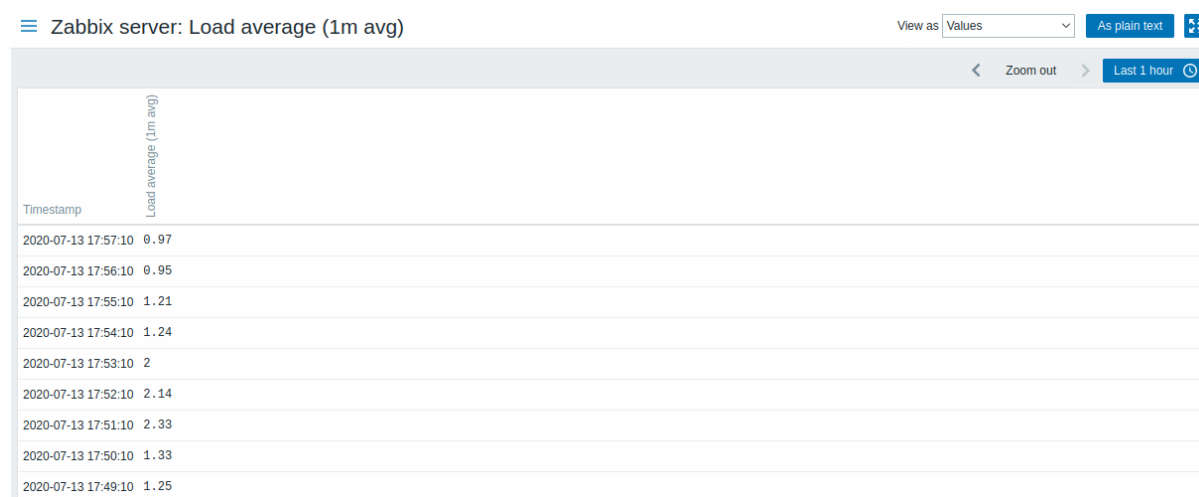 Zabbix server: Load average (1m avg)
View as Values As plain text
Zoom out Last 1 hour
Timestamp Load average (1m avg)
2020-07-13 17:57:10 0.97
2020-07-13 17:56:10 0.95
2020-07-13 17:55:10 1.21
2020-07-13 17:54:10 1.24
2020-07-13 17:53:10 2
2020-07-13 17:52:10 2.14
2020-07-13 17:51:10 2.33
2020-07-13 17:50:10 1.33
2020-07-13 17:49:10 1.25